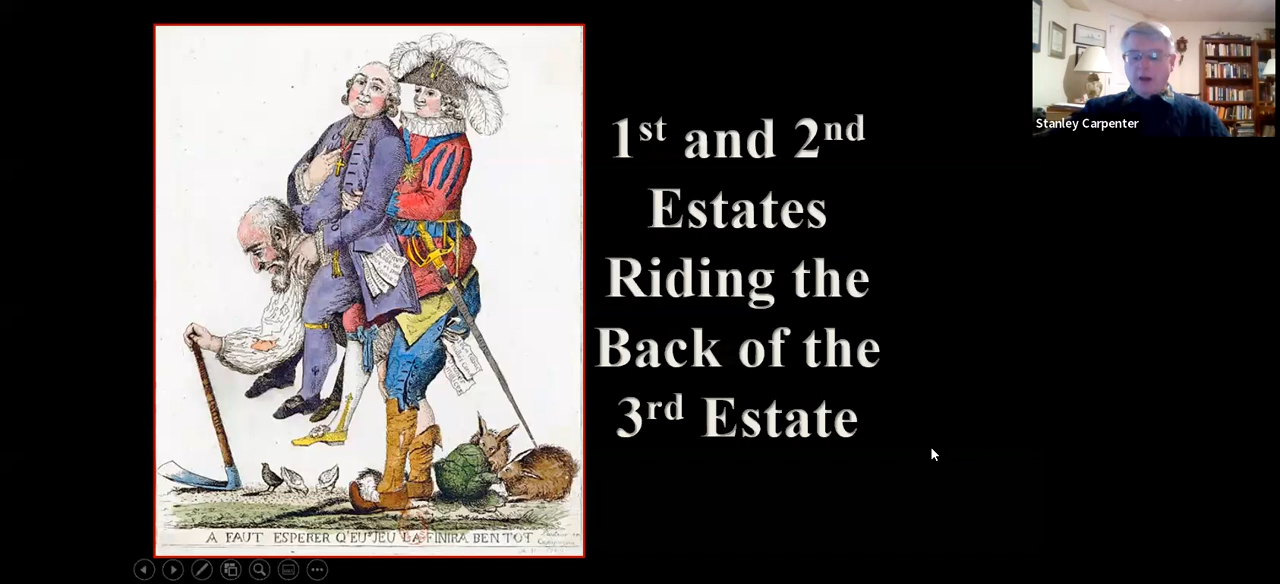 1st and 2nd
Estates
Riding the
Back of the
3rd Estate
Stanley Carpenter
A FAUT ESPERER Q'EU'JEU LA FINIRA BEN TOT